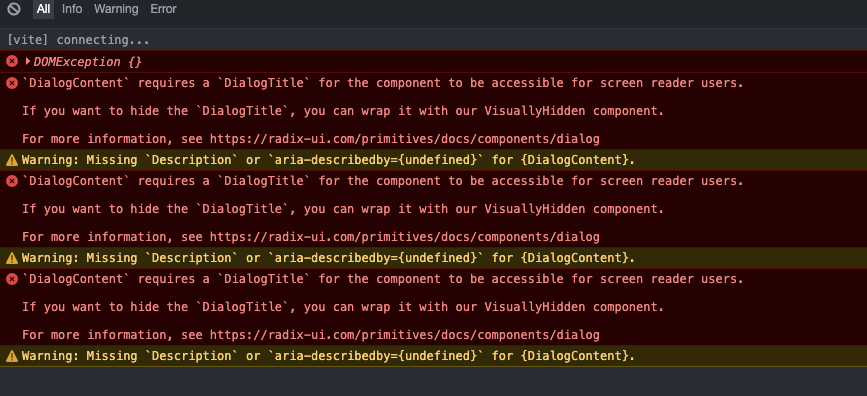 All Info Warning Error
[vite] connecting...
DOMException {}
`DialogContent` requires a `DialogTitle` for the component to be accessible for screen reader users.
If you want to hide the `DialogTitle`, you can wrap it with our VisuallyHidden component.
For more information, see https://radix-ui.com/primitives/docs/components/dialog
Warning: Missing `Description` or `aria-describedby={undefined}` for {DialogContent}.
`DialogContent` requires a `DialogTitle` for the component to be accessible for screen reader users.
If you want to hide the `DialogTitle`, you can wrap it with our VisuallyHidden component.
For more information, see https://radix-ui.com/primitives/docs/components/dialog
Warning: Missing `Description` or `aria-describedby={undefined}` for {DialogContent}.
`DialogContent` requires a `DialogTitle` for the component to be accessible for screen reader users.
If you want to hide the `DialogTitle`, you can wrap it with our VisuallyHidden component.
For more information, see https://radix-ui.com/primitives/docs/components/dialog
Warning: Missing `Description` or `aria-describedby={undefined}` for {DialogContent}.